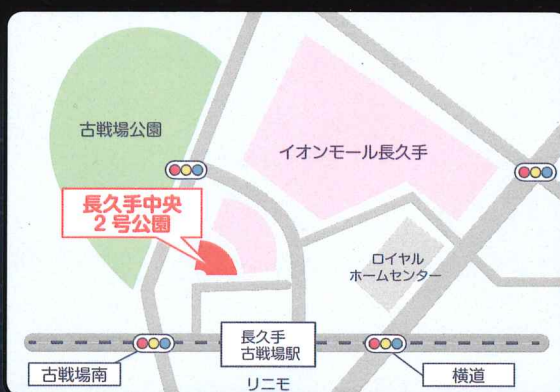 古戦場公園
イオンモール長久手
長久手中央
2号公園
ロイヤル
ホームセンター
長久手
古戦場駅
古戦場南
横道
リニモ